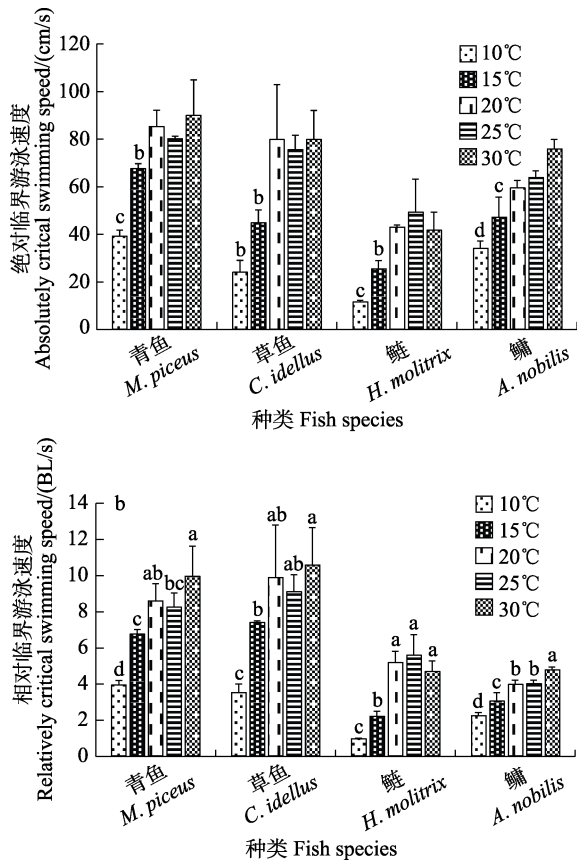 绝对临界游泳速度
Absolutely critcal swimming speed/(cm/s)
120
100
80
60
40
20
0
10℃
15℃
20℃
25℃
30℃
c
b
b
b
c
b
d
c
青鱼
M. piceus
草鱼
C. idellus
鲢
H. molitrix
鳙
A. nobilis
种类 Fish species
相对临界游泳速度
Relatively critical swimming speed/(BL/s)
14
12
10
8
6
4
2
0
b
10℃
15℃
20℃
25℃
30℃
d
c
ab
bc
a
c
b
ab
ab
a
c
b
a
a
a
d
c
b
b
a
青鱼
M. piceus
草鱼
C. idellus
鲢
H. molitrix
鳙
A. nobilis
种类 Fish species